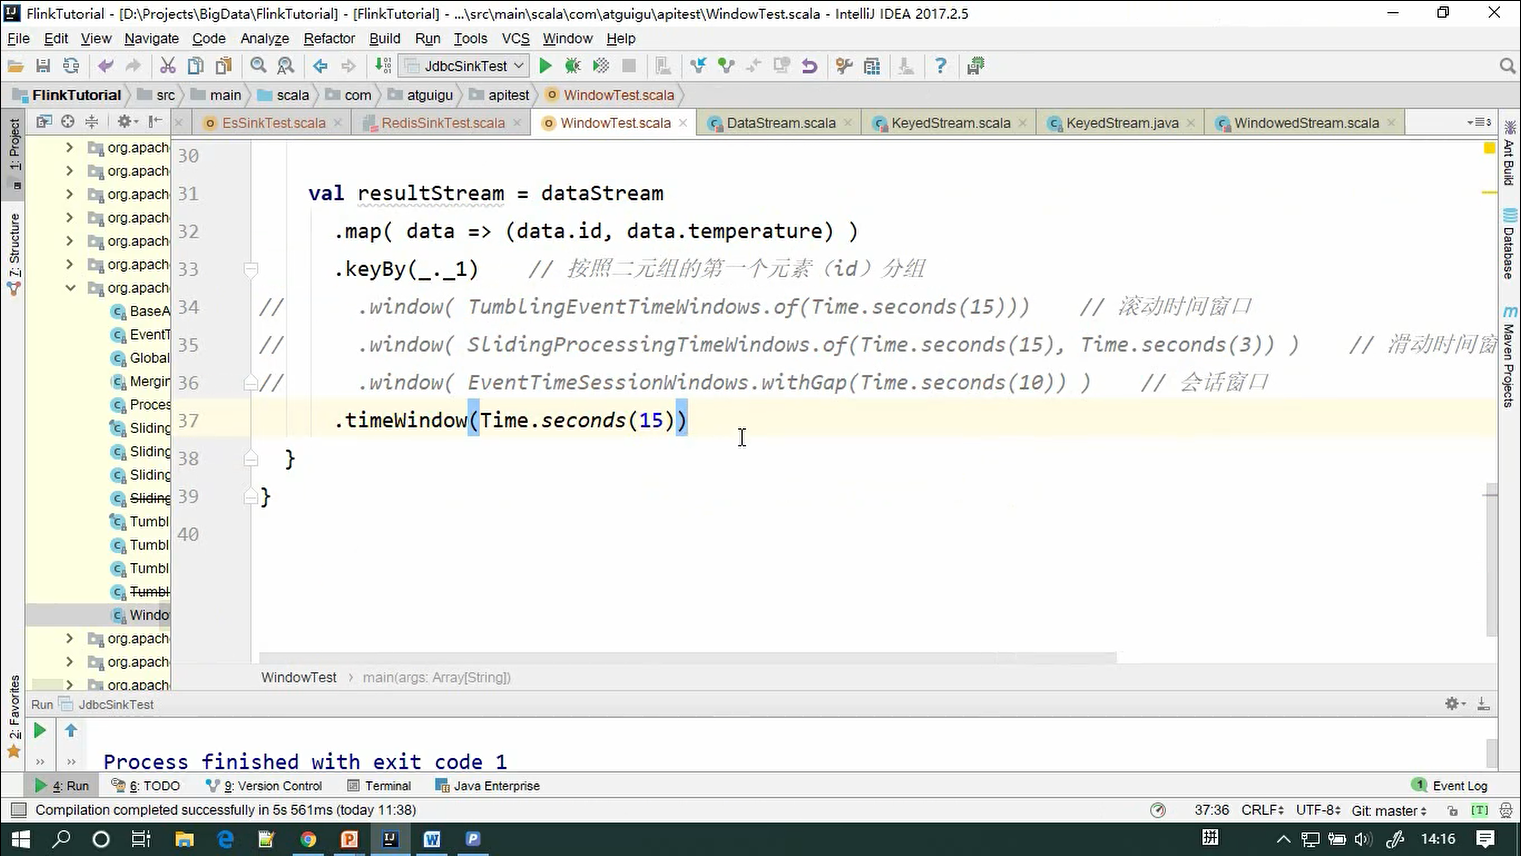 FlinkTutorial - [D:\Projects\BigData\FlinkTutorial] - [FlinkTutorial] - ...\src\main\scala\com\atguigu\apitest\WindowTest.scala - IntelliJ IDEA 2017.2.5
File Edit View Navigate Code Analyze Refactor Build Run Tools VCS Window Help
JdbcSinkTest
FlinkTutorial src main scala com atguigu apitest WindowTest.scala
EsSinkTest.scala RedisSinkTest.scala WindowTest.scala DataStream.scala KeyedStream.scala KeyedStream.java WindowedStream.scala
1: Project
7: Structure
2: Favorites
org.apach
org.apach
org.apach
org.apach
org.apach
org.apach
org.apach
BaseA
EventT
Global
Mergin
Proces
Sliding
Sliding
Sliding
Sliding
Tumbl
Tumbl
Tumbl
Tumbl
Windo
org.apach
org.apach
org.apach
30
31 val resultStream = dataStream
32 .map( data => (data.id, data.temperature) )
33 .keyBy(_._1) // 按照二元组的第一个元素（id）分组
34 // .window( TumblingEventTimeWindows.of(Time.seconds(15))) // 滚动时间窗口
35 // .window( SlidingProcessingTimeWindows.of(Time.seconds(15), Time.seconds(3)) ) // 滑动时间窗
36 // .window( EventTimeSessionWindows.withGap(Time.seconds(10)) ) // 会话窗口
37 .timeWindow(Time.seconds(15))
38 }
39 }
40
WindowTest main(args: Array[String])
Ant Build
Database
Maven Projects
Run JdbcSinkTest
Process finished with exit code 1
4: Run 6: TODO 9: Version Control Terminal Java Enterprise 1 Event Log
Compilation completed successfully in 5s 561ms (today 11:38) 37:36 CRLF UTF-8 Git: master [T]
拼 14:16